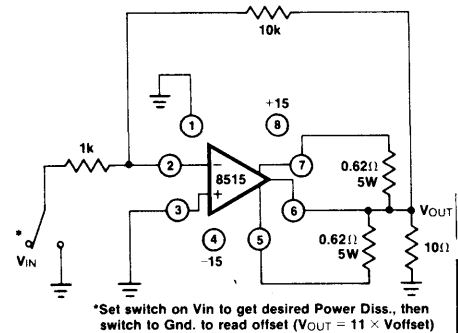 10k
1
+15
8
1k
2
−
7
8515
0.62Ω
5W
3
+
6
VOUT
4
−15
5
0.62Ω
5W
10Ω
*
VIN
*Set switch on Vin to get desired Power Diss., then
switch to Gnd. to read offset (VOUT = 11 × Voffset)